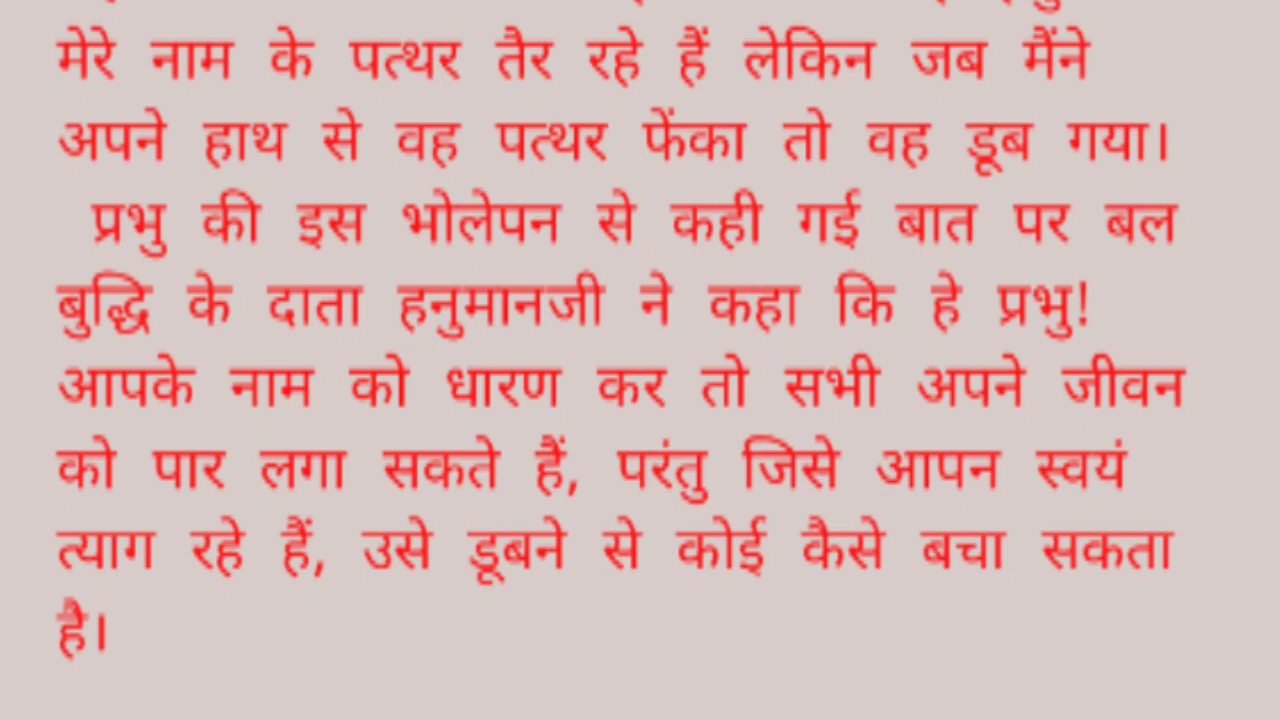 मेरे नाम के पत्थर तैर रहे हैं लेकिन जब मैंने
अपने हाथ से वह पत्थर फेंका तो वह डूब गया।
प्रभु की इस भोलेपन से कही गई बात पर बल
बुद्धि के दाता हनुमानजी ने कहा कि हे प्रभु!
आपके नाम को धारण कर तो सभी अपने जीवन
को पार लगा सकते हैं, परंतु जिसे आपन स्वयं
त्याग रहे हैं, उसे डूबने से कोई कैसे बचा सकता
है।